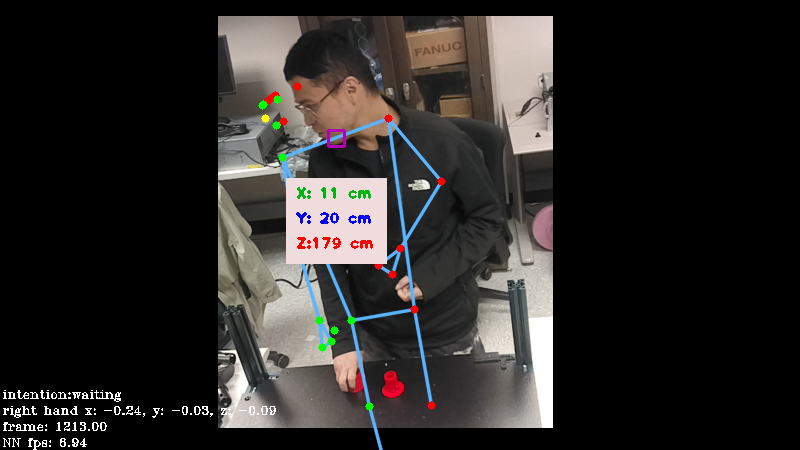 FANUC
X: 11 cm
Y: 20 cm
Z:179 cm
intention:waiting
right hand x: -0.24, y: -0.03, z: -0.09
frame: 1213.00
NN fps: 6.94